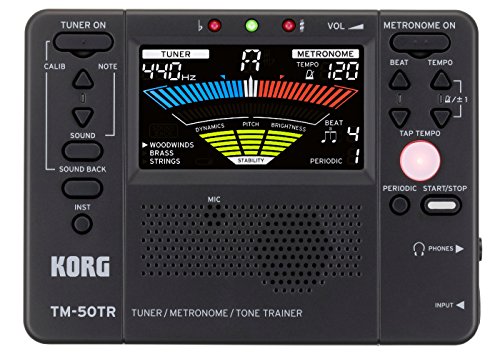 TUNER ON
♭
♯
VOL
METRONOME ON
CALIB
NOTE
SOUND
SOUND BACK
INST
TUNER
A
METRONOME
440Hz
TEMPO
120
DYNAMICS
PITCH
BRIGHTNESS
BEAT
4
WOODWINDS
BRASS
STRINGS
STABILITY
PERIODIC
1
BEAT
TEMPO
/±1
TAP TEMPO
PERIODIC
START/STOP
MIC
PHONES
INPUT
KORG
TM-50TR
TUNER / METRONOME / TONE TRAINER